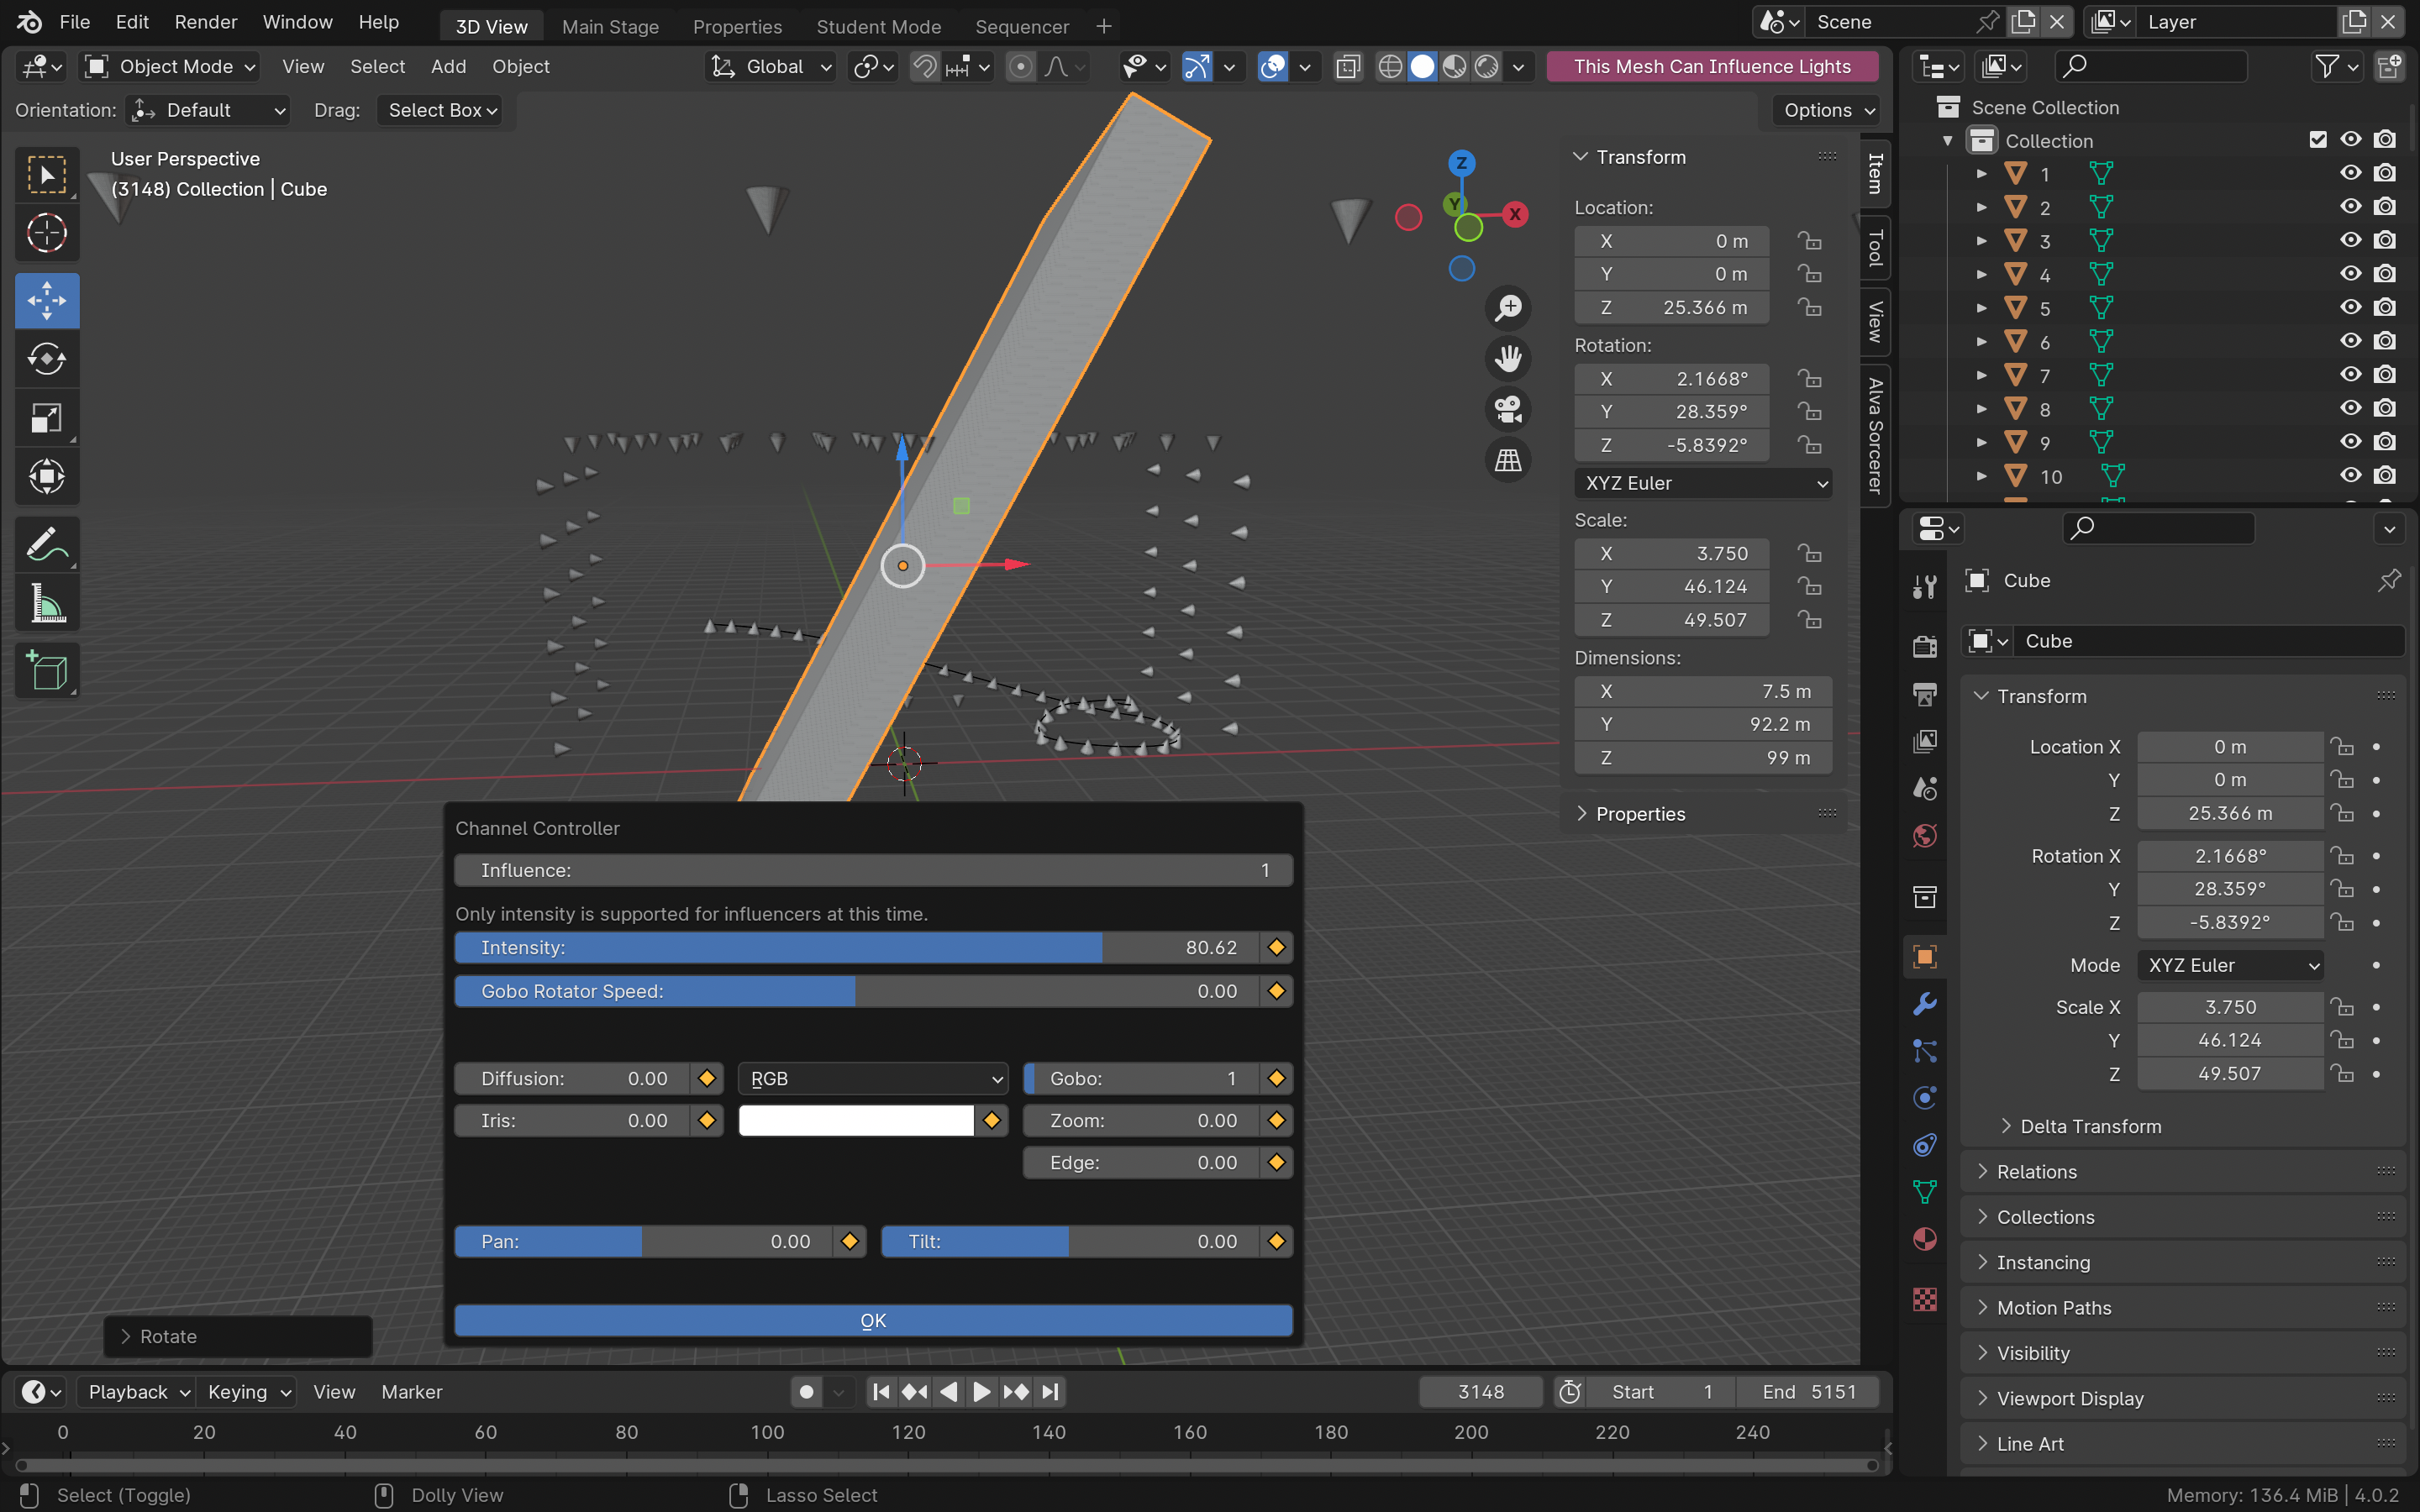 File Edit Render Window Help
3D View Main Stage Properties Student Mode Sequencer
Scene
Layer
Object Mode View Select Add Object
Global
This Mesh Can Influence Lights
Orientation: Default Drag: Select Box
Options
User Perspective
(3148) Collection | Cube
Z
Y
X
Item
Tool
View
Alva Sorcerer
Transform
Location:
X 0 m
Y 0 m
Z 25.366 m
Rotation:
X 2.1668°
Y 28.359°
Z -5.8392°
XYZ Euler
Scale:
X 3.750
Y 46.124
Z 49.507
Dimensions:
X 7.5 m
Y 92.2 m
Z 99 m
Properties
Scene Collection
Collection
1
2
3
4
5
6
7
8
9
10
Cube
Cube
Transform
Location X 0 m
Y 0 m
Z 25.366 m
Rotation X 2.1668°
Y 28.359°
Z -5.8392°
Mode XYZ Euler
Scale X 3.750
Y 46.124
Z 49.507
Delta Transform
Relations
Collections
Instancing
Motion Paths
Visibility
Viewport Display
Line Art
Channel Controller
Influence: 1
Only intensity is supported for influencers at this time.
Intensity: 80.62
Gobo Rotator Speed: 0.00
Diffusion: 0.00 RGB Gobo: 1
Iris: 0.00 Zoom: 0.00
Edge: 0.00
Pan: 0.00 Tilt: 0.00
OK
Rotate
Playback Keying View Marker
3148 Start 1 End 5151
0 20 40 60 80 100 120 140 160 180 200 220 240
Select (Toggle) Dolly View Lasso Select
Memory: 136.4 MiB | 4.0.2